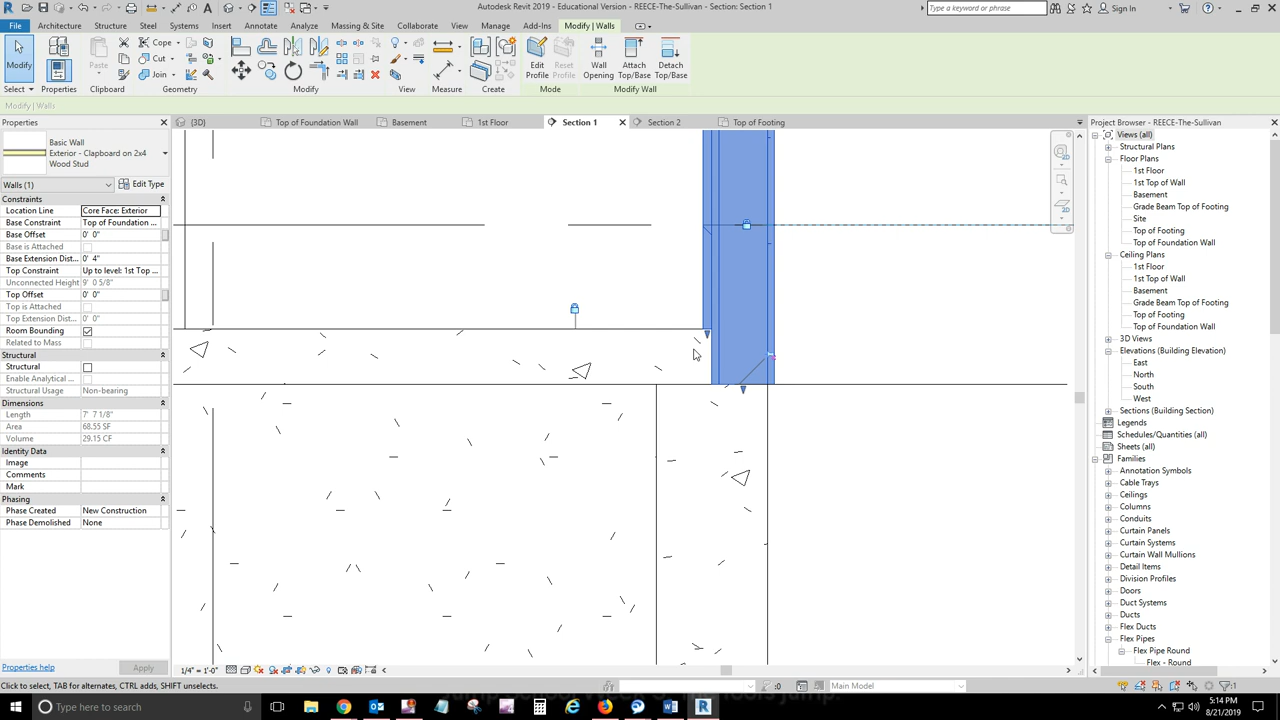 Autodesk Revit 2019 - Educational Version - REECE-The-Sullivan - Section: Section 1
Type a keyword or phrase
Sign In
File Architecture Structure Systems Insert Annotate Analyze Massing & Site Collaborate View Manage Add-Ins Modify | Walls
Modify Properties Paste Cope Cut Join Edit Profile Reset Profile Wall Opening Attach Top/Base Detach Top/Base
Select Properties Clipboard Geometry Modify View Measure Create Mode Modify Wall
Modify | Walls
Properties
(3D) Top of Foundation Wall Basement 1st Floor Section 1 Section 2 Top of Footing
Basic Wall
Exterior - Clapboard on 2x4
Wood Stud
Walls (1) Edit Type
Constraints
Location Line Core Face: Exterior
Base Constraint Top of Foundation ...
Base Offset 0' 0"
Base is Attached
Base Extension Dist... 0' 4"
Top Constraint Up to level: 1st Top ...
Unconnected Height 9' 0 5/8"
Top Offset 0' 0"
Top is Attached
Top Extension Dist... 0' 0"
Room Bounding
Related to Mass
Structural
Structural
Enable Analytical ...
Structural Usage Non-bearing
Dimensions
Length 7' 7 1/8"
Area 68.55 SF
Volume 29.15 CF
Identity Data
Image
Comments
Mark
Phasing
Phase Created New Construction
Phase Demolished None
Properties help Apply
1/4" = 1'-0"
Project Browser - REECE-The-Sullivan
Views (all)
Structural Plans
Floor Plans
1st Floor
1st Top of Wall
Basement
Grade Beam Top of Footing
Site
Top of Footing
Top of Foundation Wall
Ceiling Plans
1st Floor
1st Top of Wall
Basement
Grade Beam Top of Footing
Top of Footing
Top of Foundation Wall
3D Views
Elevations (Building Elevation)
East
North
South
West
Sections (Building Section)
Legends
Schedules/Quantities (all)
Sheets (all)
Families
Annotation Symbols
Cable Trays
Ceilings
Columns
Conduits
Curtain Panels
Curtain Systems
Curtain Wall Mullions
Detail Items
Division Profiles
Doors
Duct Systems
Ducts
Flex Ducts
Flex Pipes
Flex Pipe Round
Flex - Round
Click to select, TAB for alternates, CTRL adds, SHIFT unselects.
:0 Main Model :1
Type here to search
5:14 PM
8/21/2019